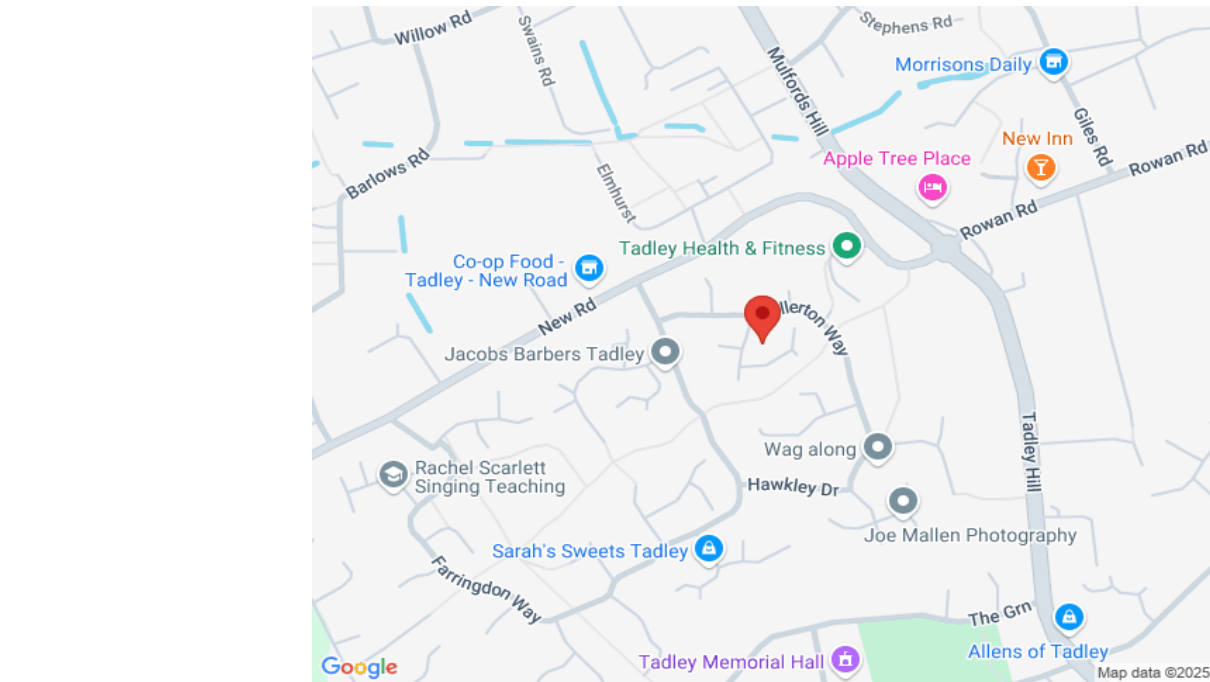 Willow Rd
Swains Rd
Stephens Rd
Mulfords Hill
Morrisons Daily
Giles Rd
New Inn
Rowan Rd
Barlows Rd
Apple Tree Place
Elmhurst
Rowan Rd
Tadley Health & Fitness
Co-op Food -
Tadley - New Road
New Rd
llerton Way
Jacobs Barbers Tadley
Tadley Hill
Wag along
Rachel Scarlett
Singing Teaching
Hawkley Dr
Joe Mallen Photography
Sarah's Sweets Tadley
Farringdon Way
The Grn
Allens of Tadley
Tadley Memorial Hall
Google
Map data ©2025